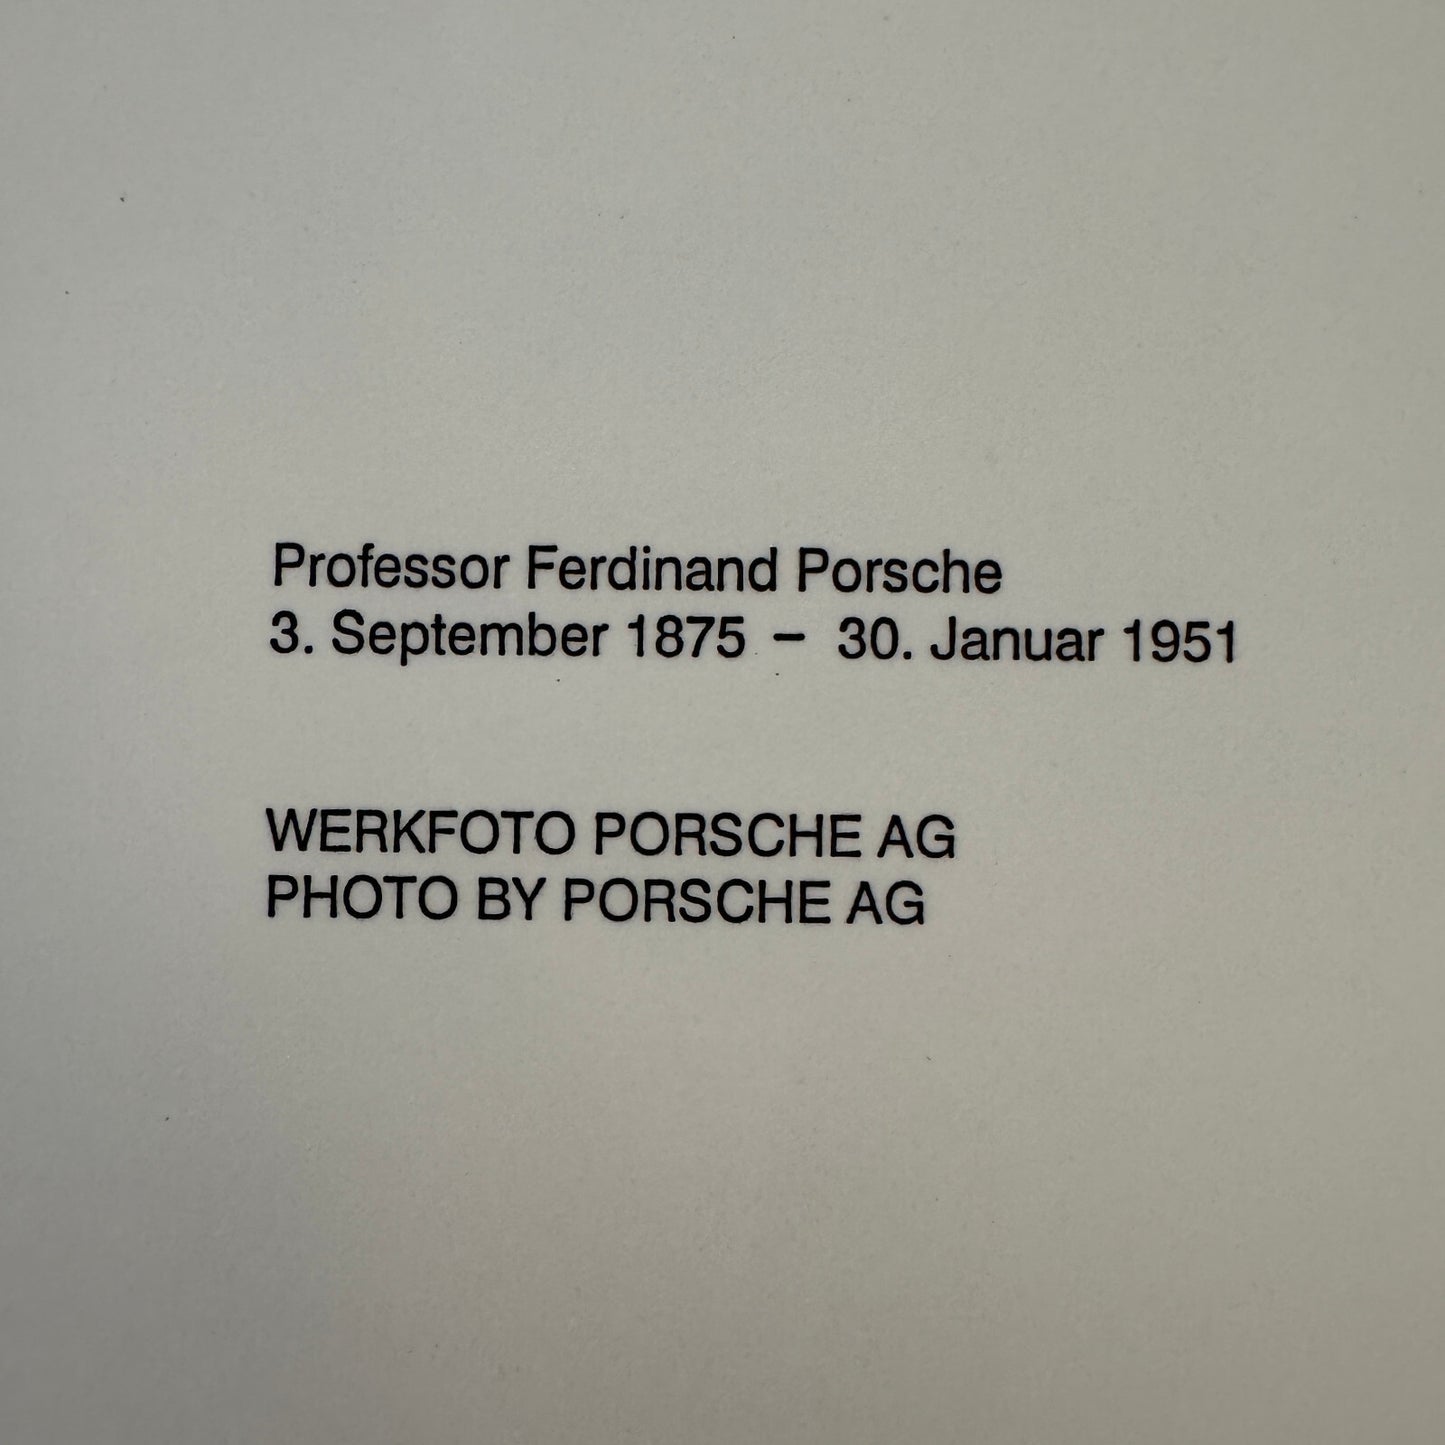 Professor Ferdinand Porsche
3. September 1875 – 30. Januar 1951
WERKFOTO PORSCHE AG
PHOTO BY PORSCHE AG